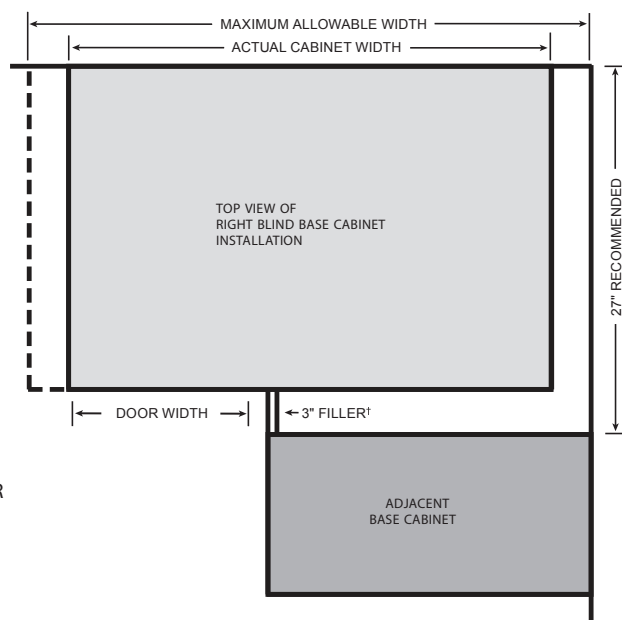 MAXIMUM ALLOWABLE WIDTH
ACTUAL CABINET WIDTH
TOP VIEW OF
RIGHT BLIND BASE CABINET
INSTALLATION
27" RECOMMENDED
DOOR WIDTH
3" FILLER†
R
ADJACENT
BASE CABINET